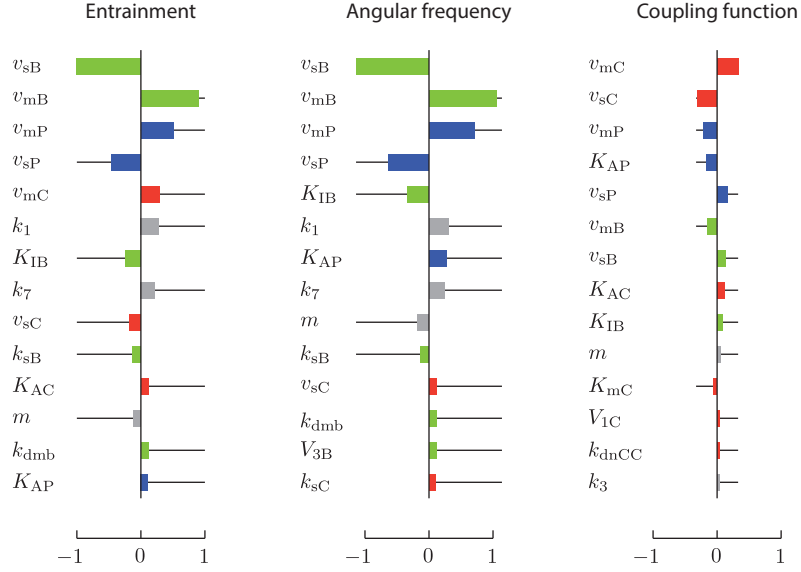 Entrainment
v_sB
v_mB
v_mP
v_sP
v_mC
k_1
K_IB
k_7
v_sC
k_sB
K_AC
m
k_dmb
K_AP
−1 0 1
Angular frequency
v_sB
v_mB
v_mP
v_sP
K_IB
k_1
K_AP
k_7
m
k_sB
v_sC
k_dmb
V_3B
k_sC
−1 0 1
Coupling function
v_mC
v_sC
v_mP
K_AP
v_sP
v_mB
v_sB
K_AC
K_IB
m
K_mC
V_1C
k_dnCC
k_3
−1 0 1